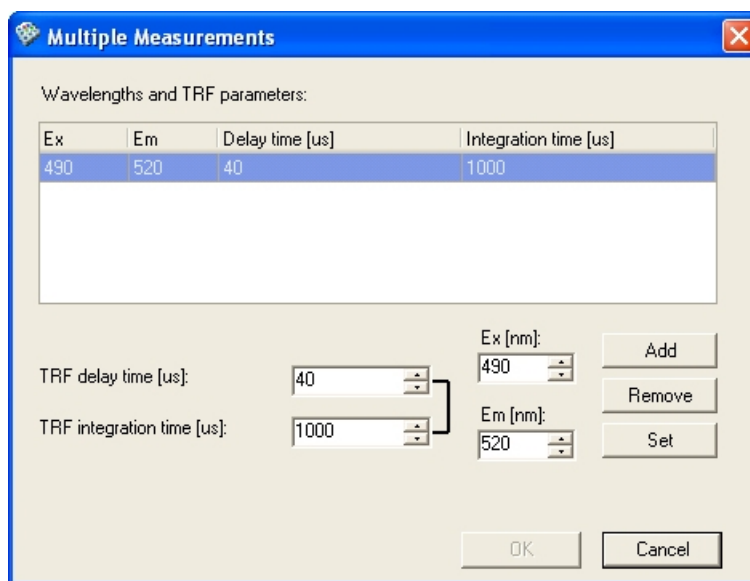 Multiple Measurements
Wavelengths and TRF parameters:
Ex Em Delay time [us] Integration time [us]
490 520 40 1000
Ex [nm]:
TRF delay time [us]: 40 490 Add
Remove
Em [nm]:
TRF integration time [us]: 1000 520 Set
OK Cancel